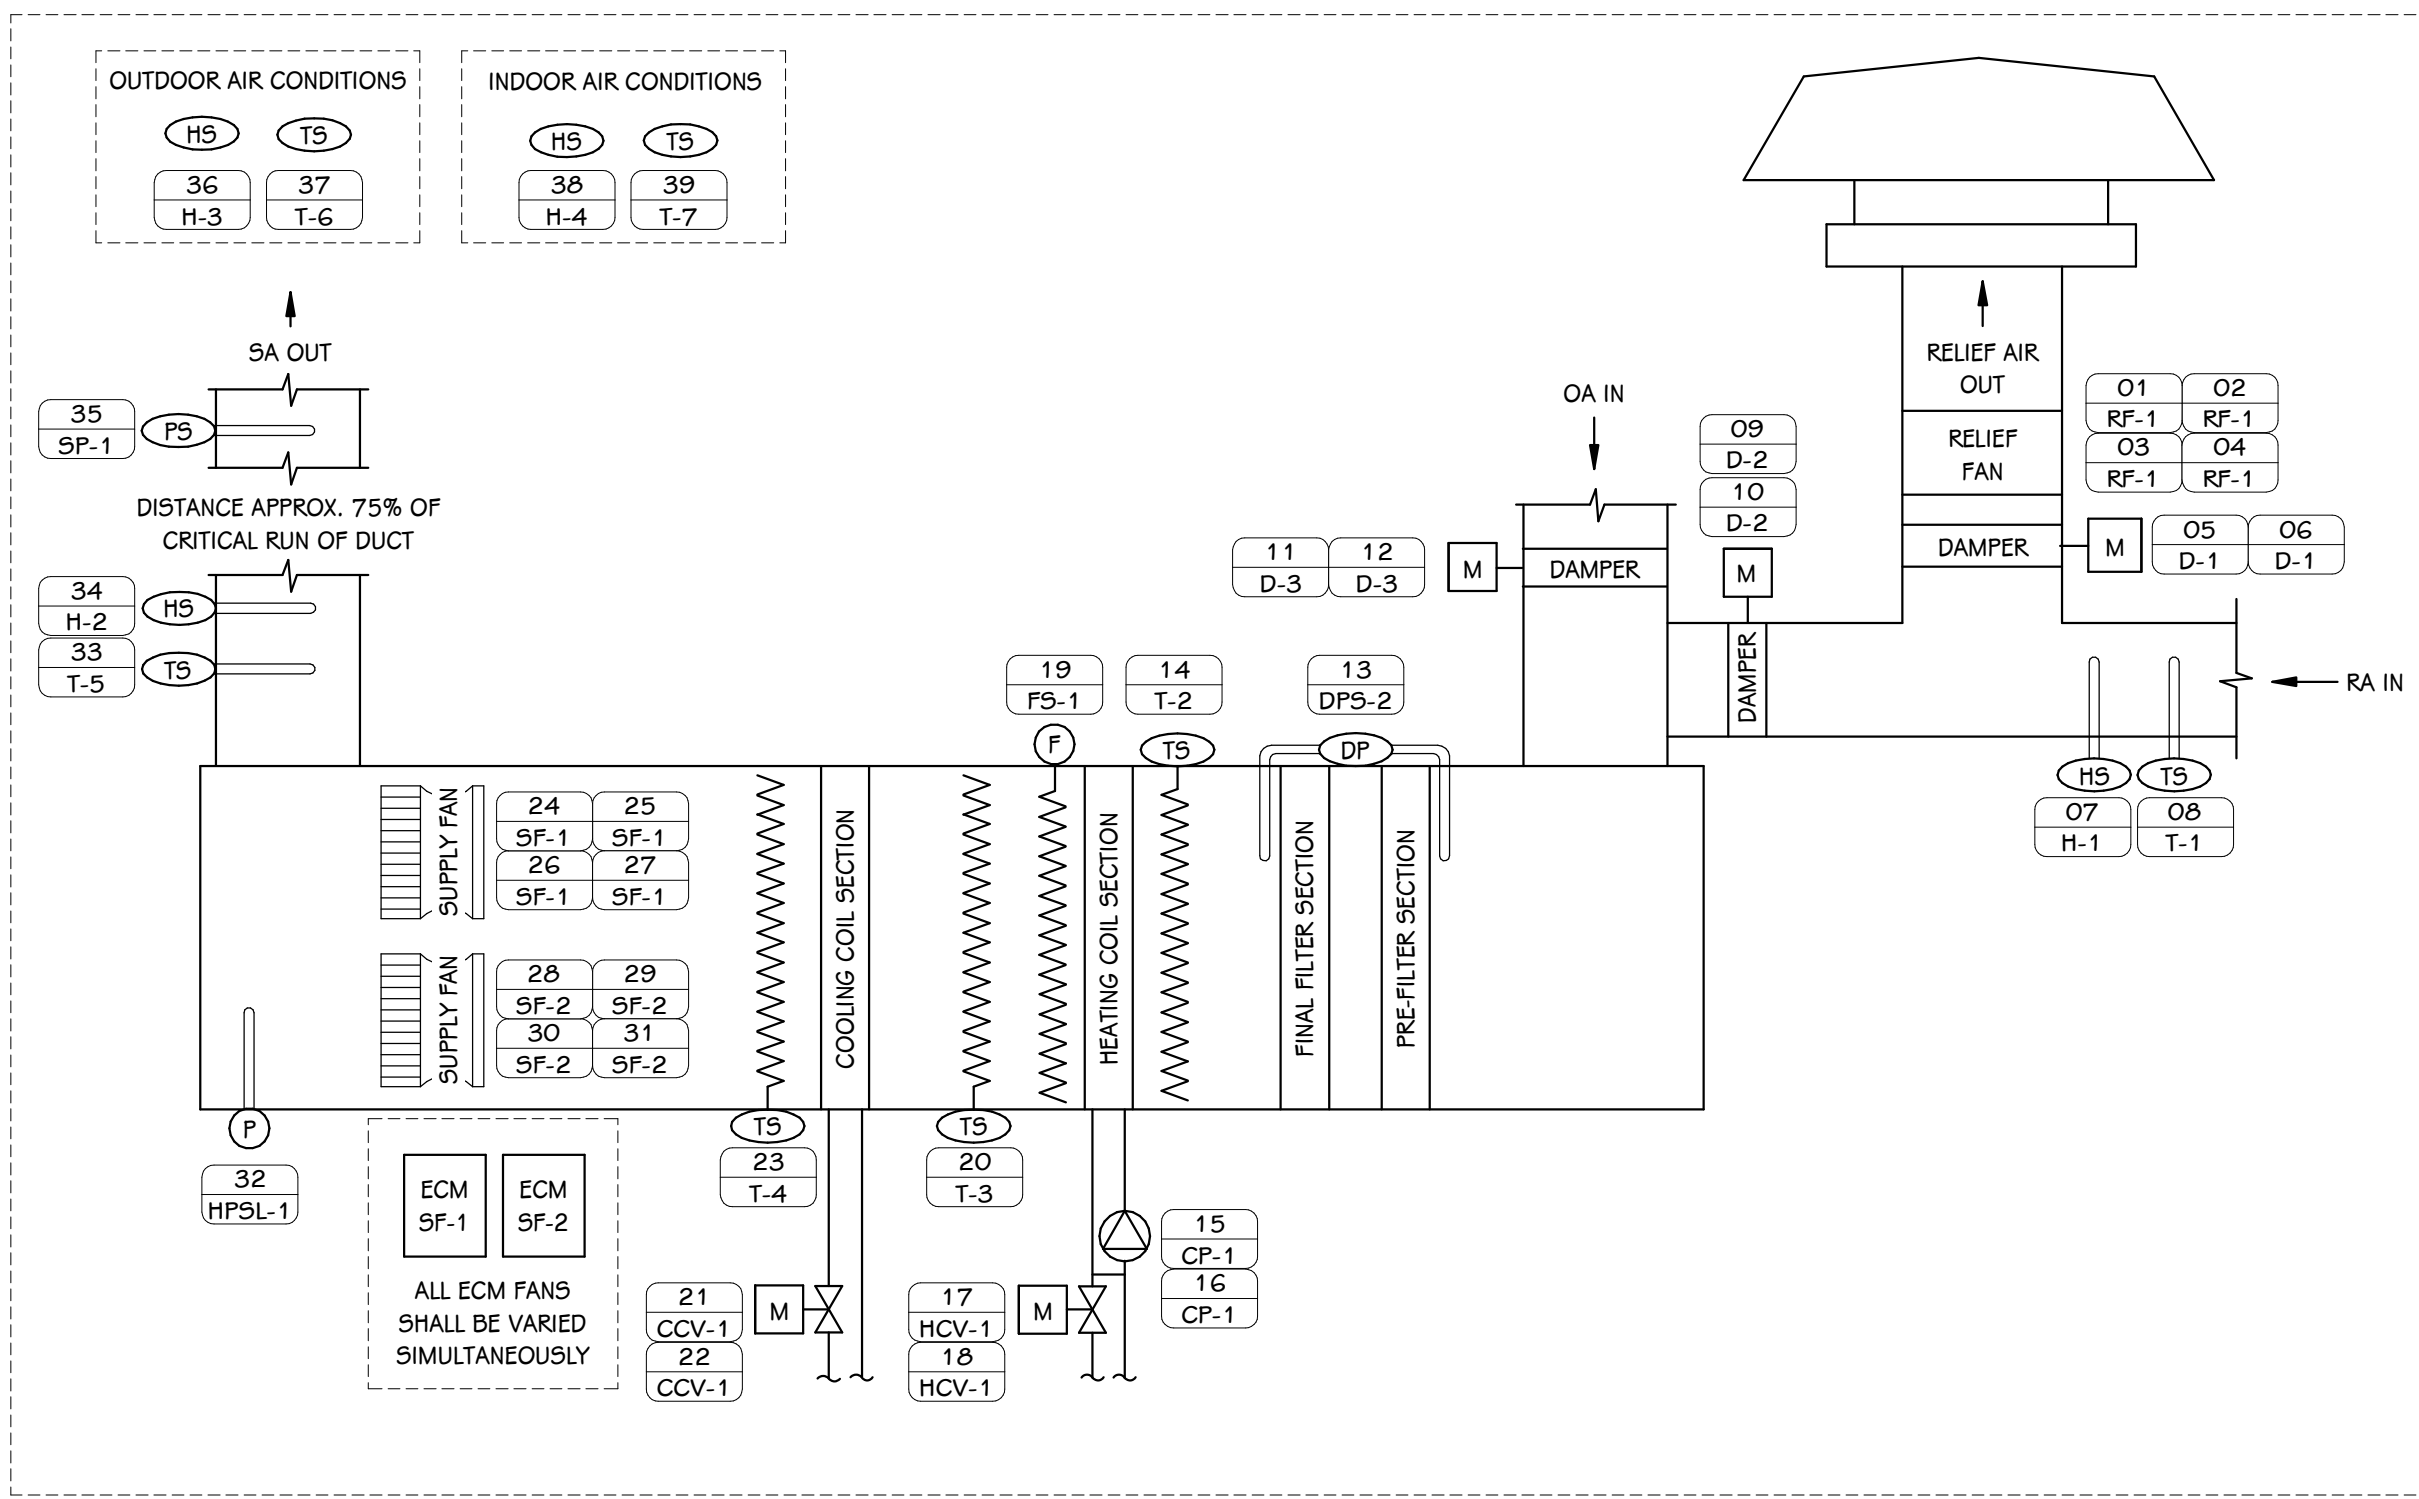 OUTDOOR AIR CONDITIONS
HS TS
36 37
H-3 T-6
INDOOR AIR CONDITIONS
HS TS
38 39
H-4 T-7
SA OUT
35
SP-1
PS
DISTANCE APPROX. 75% OF
CRITICAL RUN OF DUCT
34
H-2
HS
33
T-5
TS
RELIEF AIR
OUT
RELIEF
FAN
01 02
RF-1 RF-1
03 04
RF-1 RF-1
DAMPER
M
05 06
D-1 D-1
OA IN
09
D-2
10
D-2
M
DAMPER
11 12
D-3 D-3
M
DAMPER
RA IN
HS TS
07 08
H-1 T-1
19
FS-1
F
14
T-2
TS
13
DPS-2
DP
SUPPLY FAN
24 25
SF-1 SF-1
26 27
SF-1 SF-1
SUPPLY FAN
28 29
SF-2 SF-2
30 31
SF-2 SF-2
COOLING COIL SECTION
HEATING COIL SECTION
FINAL FILTER SECTION
PRE-FILTER SECTION
P
32
HPSL-1
ECM
SF-1
ECM
SF-2
ALL ECM FANS
SHALL BE VARIED
SIMULTANEOUSLY
TS
23
T-4
TS
20
T-3
21
CCV-1
22
CCV-1
M
17
HCV-1
18
HCV-1
M
15
CP-1
16
CP-1